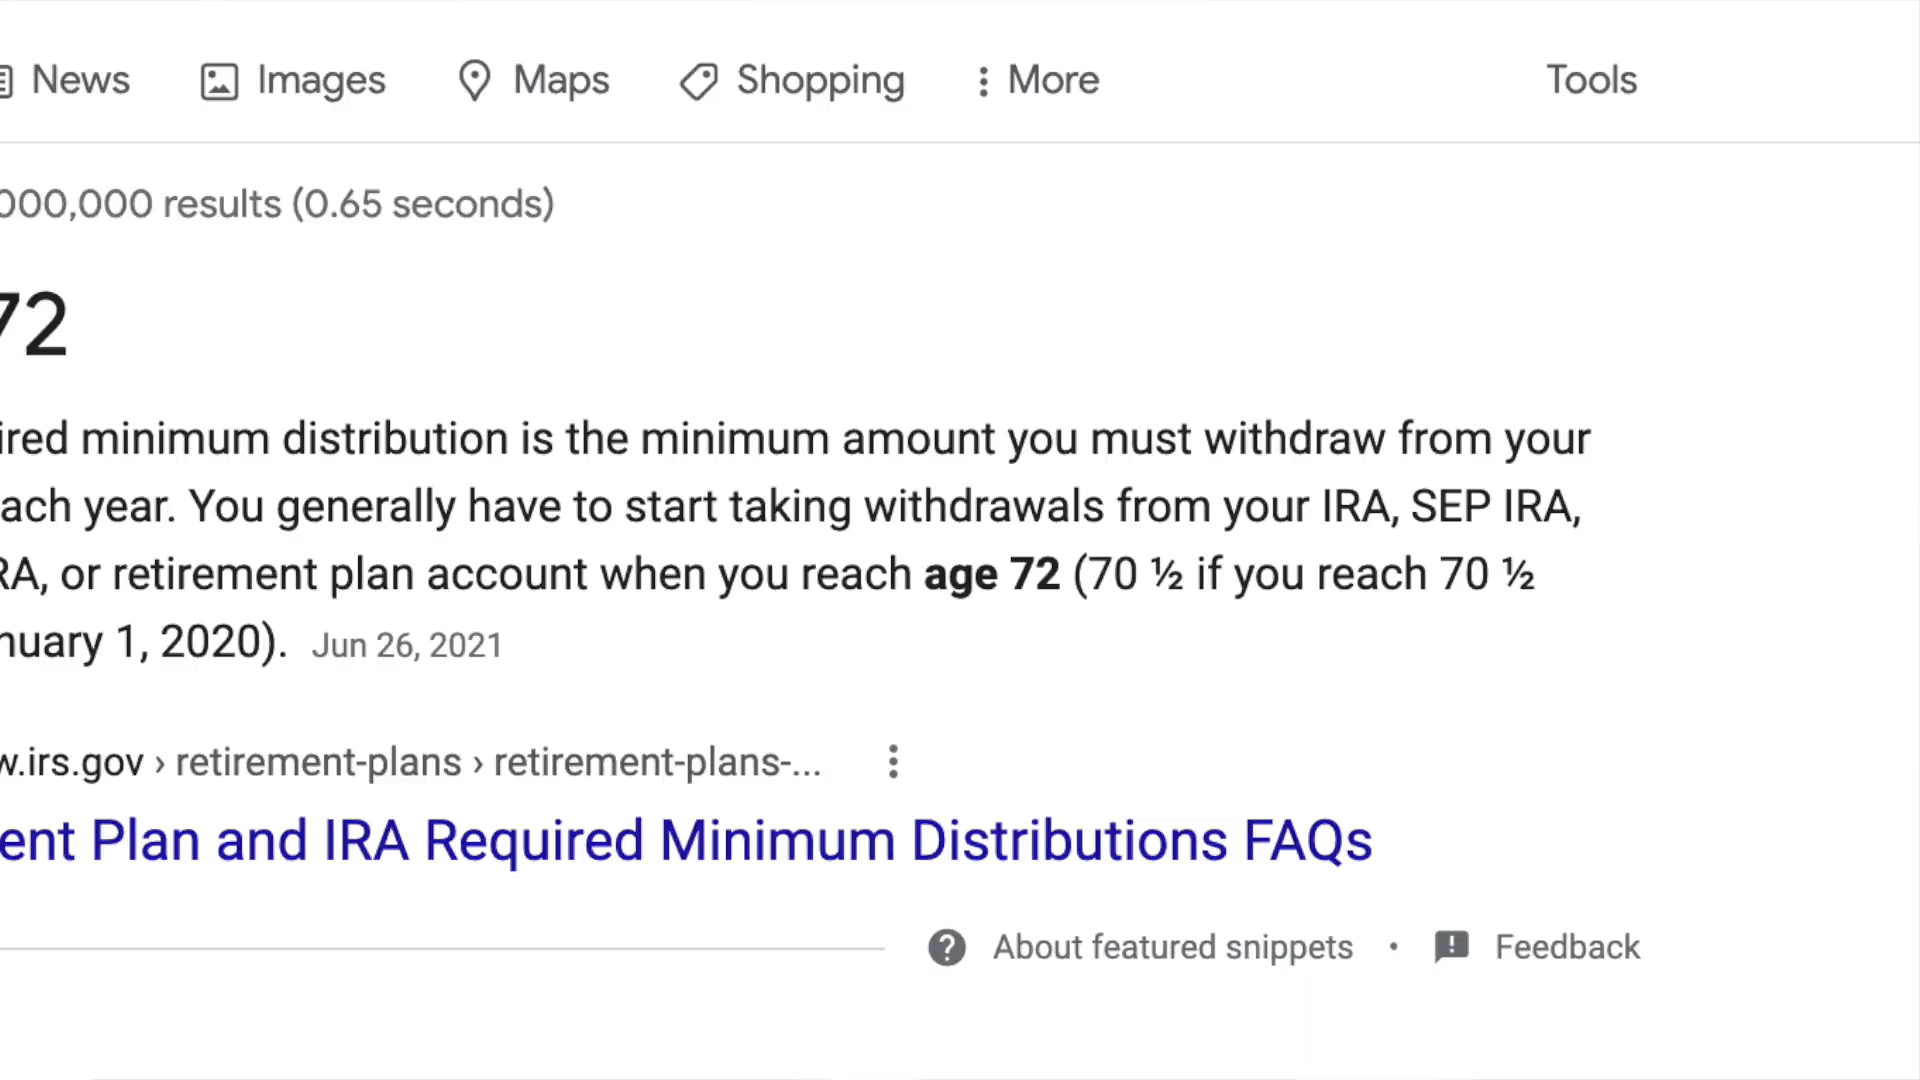 News Images Maps Shopping More Tools
000,000 results (0.65 seconds)
72
ired minimum distribution is the minimum amount you must withdraw from your
ach year. You generally have to start taking withdrawals from your IRA, SEP IRA,
RA, or retirement plan account when you reach age 72 (70 ½ if you reach 70 ½
nuary 1, 2020). Jun 26, 2021
w.irs.gov › retirement-plans › retirement-plans-...
ent Plan and IRA Required Minimum Distributions FAQs
About featured snippets • Feedback